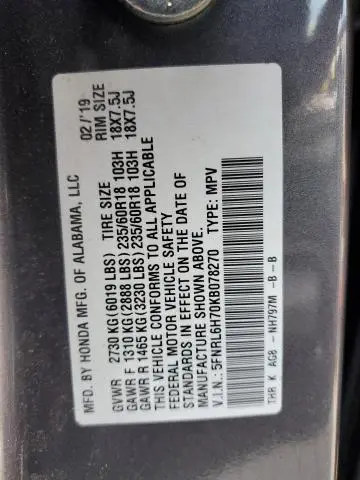 MFD. BY HONDA MFG. OF ALABAMA, LLC 02/'19
GVWR 2730 KG(6019 LBS) TIRE SIZE RIM SIZE
GAWR F 1310 KG(2888 LBS) 235/60R18 103H 18X7.5J
GAWR R 1465 KG(3230 LBS) 235/60R18 103H 18X7.5J
THIS VEHICLE CONFORMS TO ALL APPLICABLE
FEDERAL MOTOR VEHICLE SAFETY
STANDARDS IN EFFECT ON THE DATE OF
MANUFACTURE SHOWN ABOVE.
V.I.N.: 5FNRL6H70KB078270 TYPE: MPV
THR K AG8 - NH797M -B -B